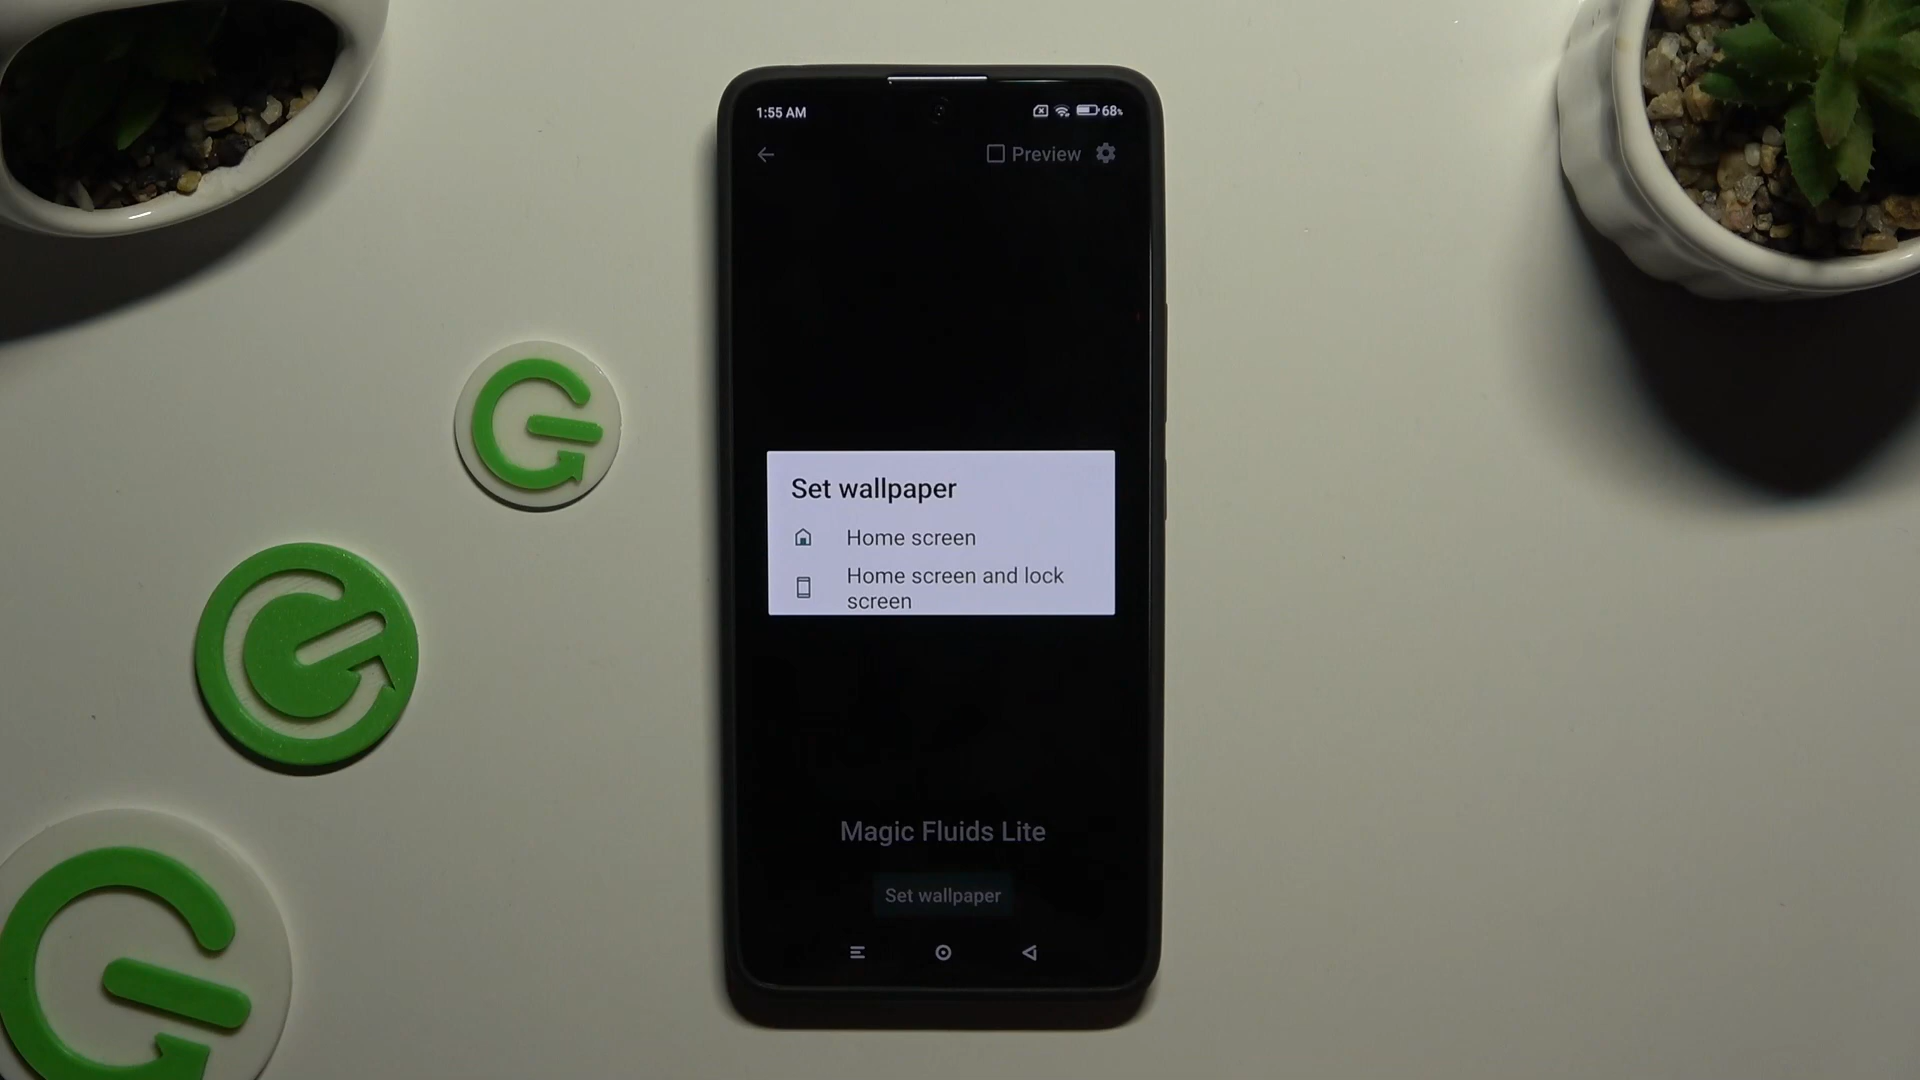 1:55 AM
68%
Preview
Set wallpaper
Home screen
Home screen and lock
screen
Magic Fluids Lite
Set wallpaper